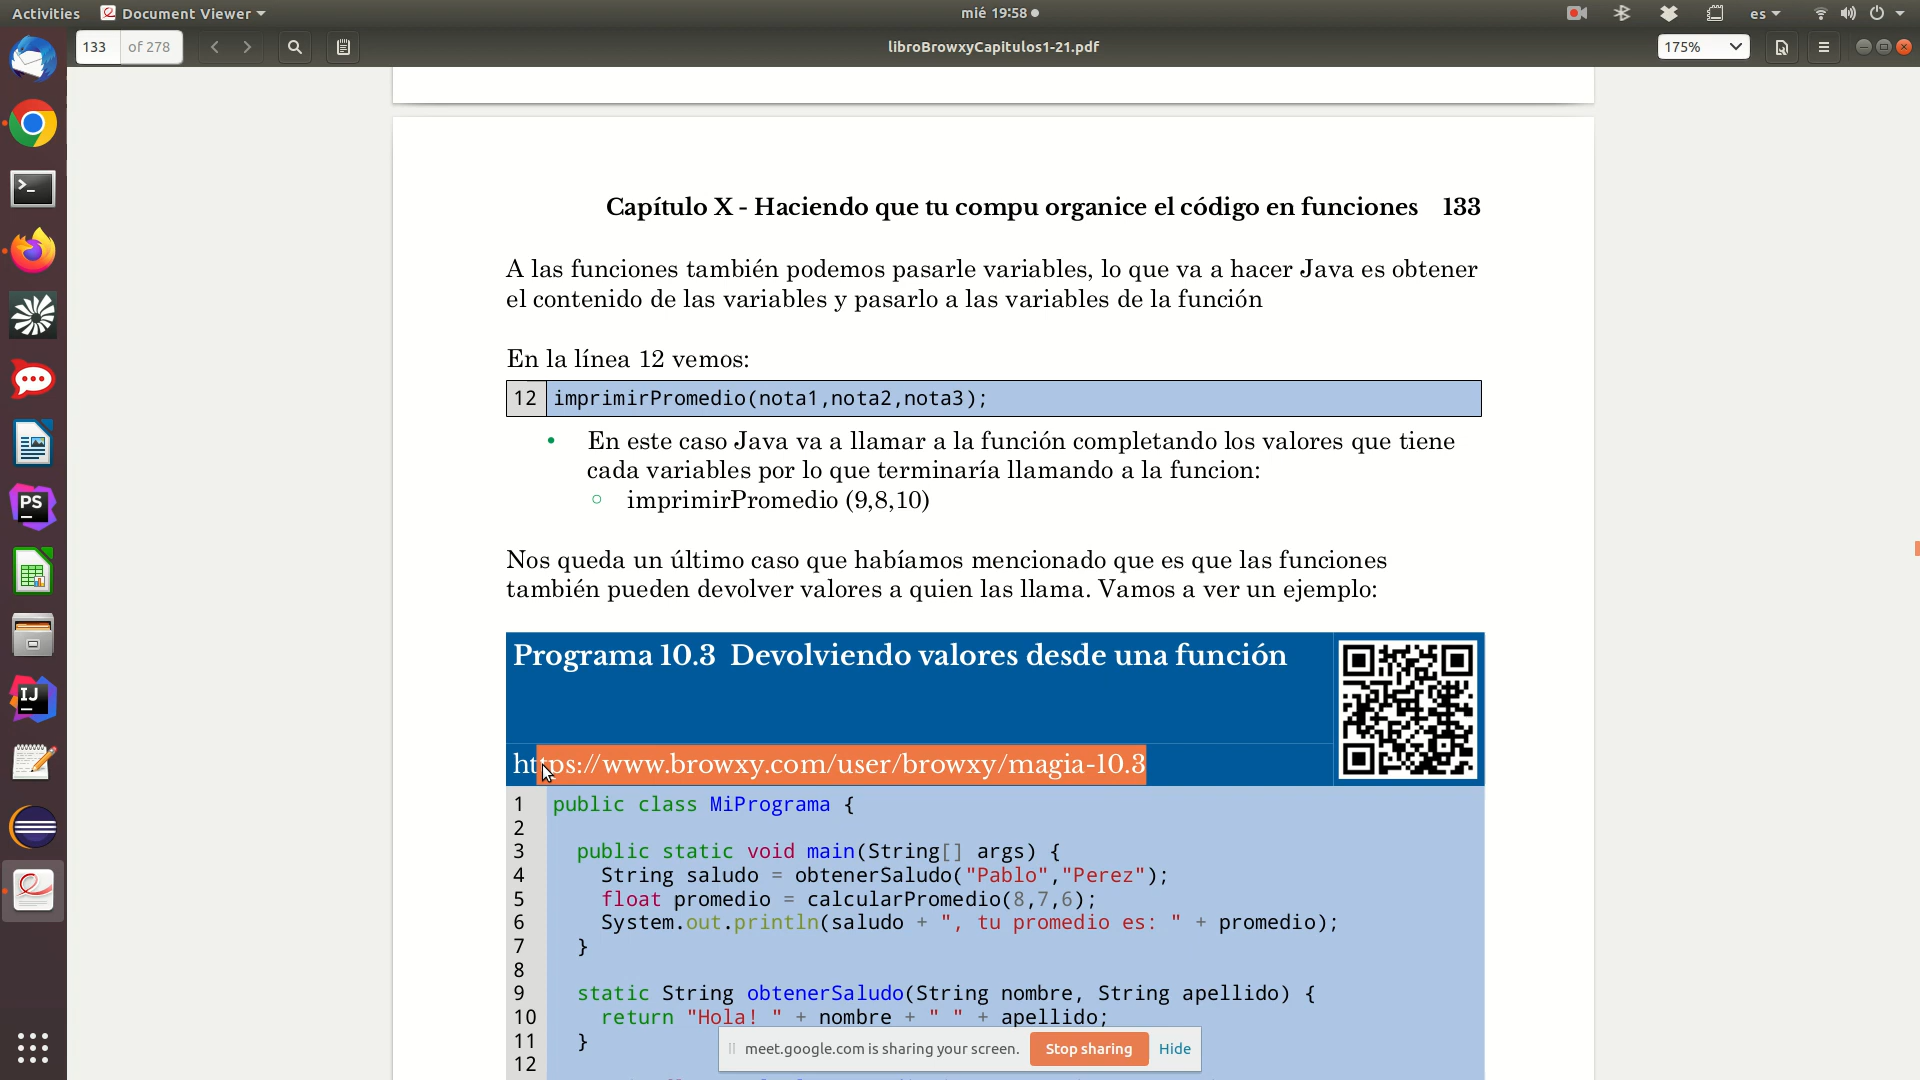 Activities Document Viewer mié 19:58 es
133 of 278 libroBrowxyCapitulos1-21.pdf 175%
Capítulo X - Haciendo que tu compu organice el código en funciones 133
A las funciones también podemos pasarle variables, lo que va a hacer Java es obtener
el contenido de las variables y pasarlo a las variables de la función
En la línea 12 vemos:
12 imprimirPromedio(nota1,nota2,nota3);
• En este caso Java va a llamar a la función completando los valores que tiene
cada variables por lo que terminaría llamando a la funcion:
○ imprimirPromedio (9,8,10)
Nos queda un último caso que habíamos mencionado que es que las funciones
también pueden devolver valores a quien las llama. Vamos a ver un ejemplo:
Programa 10.3 Devolviendo valores desde una función
https://www.browxy.com/user/browxy/magia-10.3
1 public class MiPrograma {
2
3 public static void main(String[] args) {
4 String saludo = obtenerSaludo("Pablo","Perez");
5 float promedio = calcularPromedio(8,7,6);
6 System.out.println(saludo + ", tu promedio es: " + promedio);
7 }
8
9 static String obtenerSaludo(String nombre, String apellido) {
10 return "Hola! " + nombre + " " + apellido;
11 }
12
meet.google.com is sharing your screen. Stop sharing Hide
PS
IJ